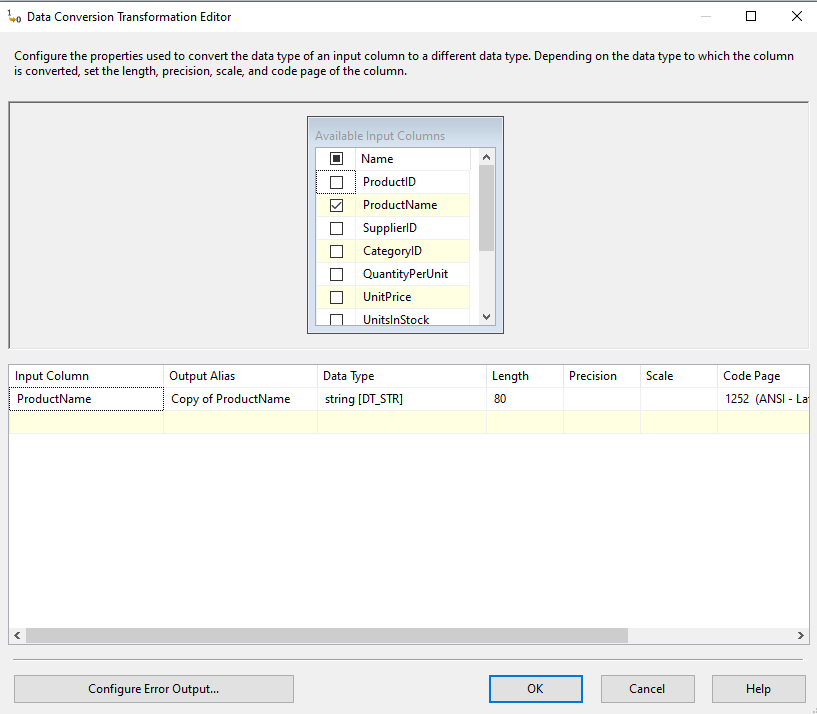 Data Conversion Transformation Editor
Configure the properties used to convert the data type of an input column to a different data type. Depending on the data type to which the column
is converted, set the length, precision, scale, and code page of the column.
Available Input Columns
Name
ProductID
ProductName
SupplierID
CategoryID
QuantityPerUnit
UnitPrice
UnitsInStock
Input Column Output Alias Data Type Length Precision Scale Code Page
ProductName Copy of ProductName string [DT_STR] 80 1252 (ANSI - La
Configure Error Output... OK Cancel Help